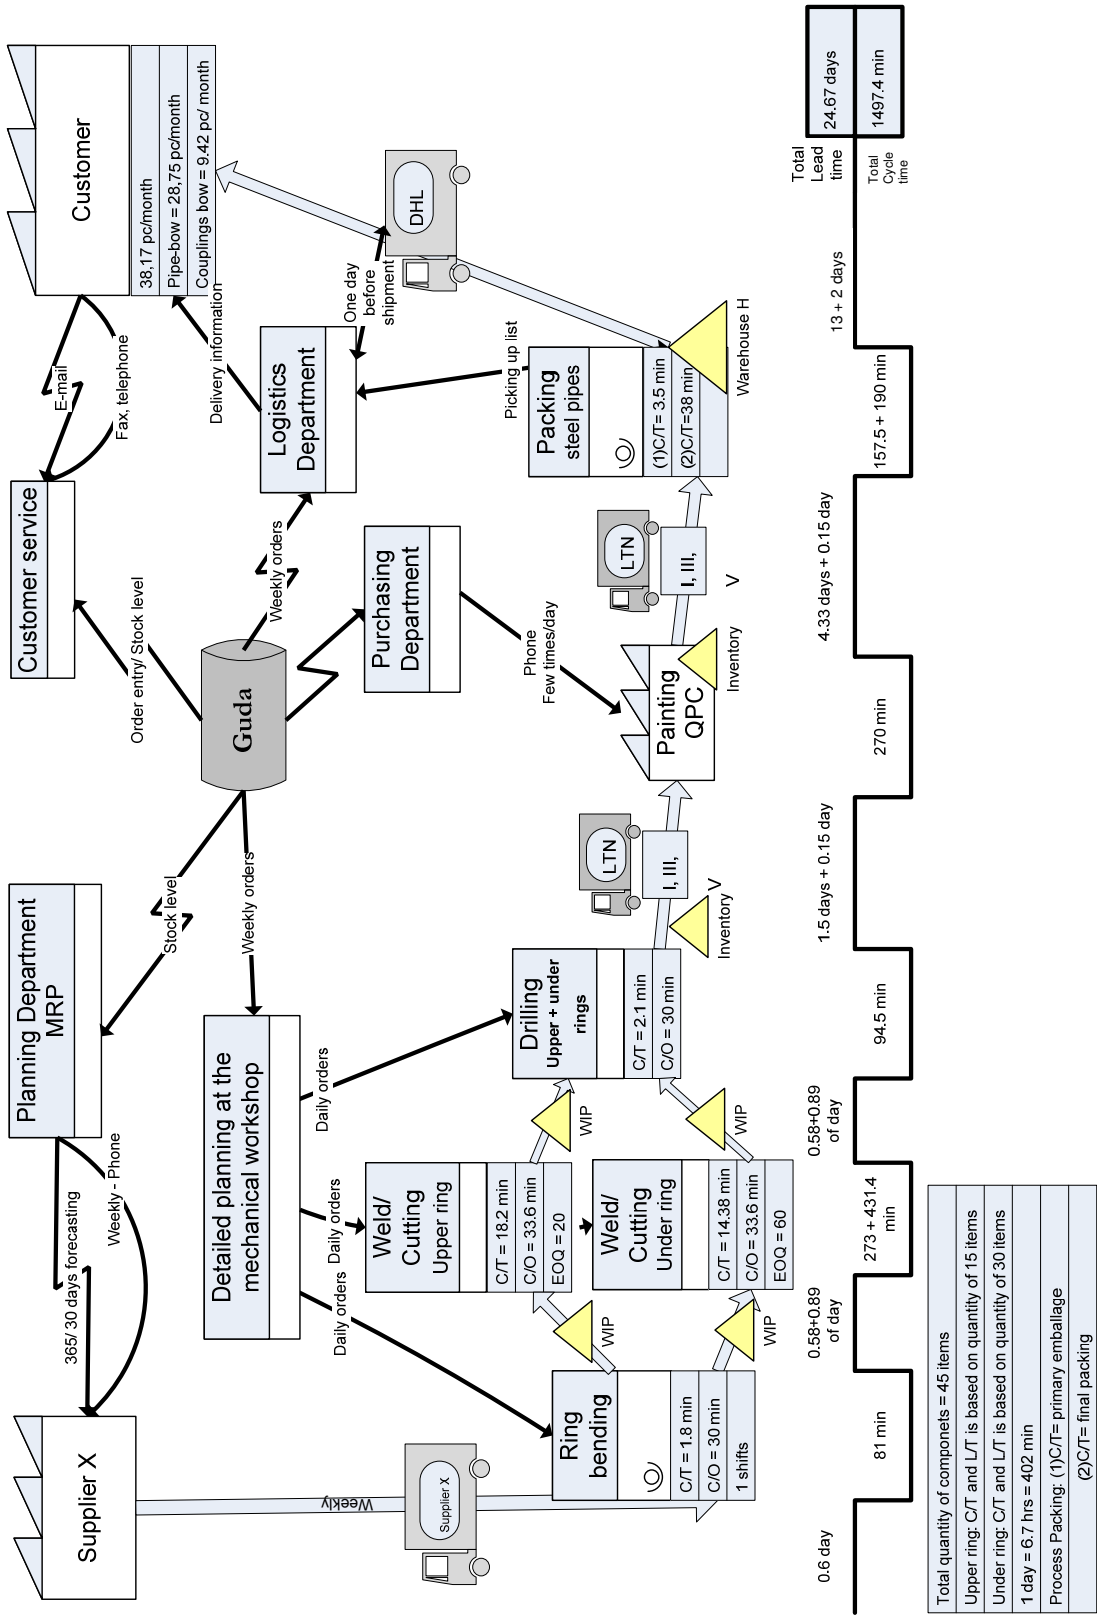 Supplier X
365/ 30 days forecasting
Weekly - Phone
Planning Department
MRP
Stock level
Order entry/ Stock level
Customer service
E-mail
Fax, telephone
Customer
38,17 pc/month
Pipe-bow = 28,75 pc/month
Couplings bow = 9.42 pc/ month
Guda
Weekly orders
Weekly orders
Delivery information
Logistics
Department
One day
before
shipment
DHL
Purchasing
Department
Phone
Few times/day
Picking up list
Detailed planning at the
mechanical workshop
Daily orders
Daily orders
Daily orders
Weekly
Supplier X
Ring
bending
C/T = 1.8 min
C/O = 30 min
1 shifts
WIP
WIP
Weld/
Cutting
Upper ring
C/T = 18.2 min
C/O = 33.6 min
EOQ = 20
Weld/
Cutting
Under ring
C/T = 14.38 min
C/O = 33.6 min
EOQ = 60
WIP
WIP
Drilling
Upper + under
rings
C/T = 2.1 min
C/O = 30 min
Inventory
LTN
I, III,
V
Painting
QPC
Inventory
LTN
I, III,
V
Packing
steel pipes
(1)C/T= 3.5 min
(2)C/T=38 min
Warehouse H
0.6 day
81 min
0.58+0.89
of day
273 + 431.4
min
0.58+0.89
of day
94.5 min
1.5 days + 0.15 day
270 min
4.33 days + 0.15 day
157.5 + 190 min
13 + 2 days
Total
Lead
time
24.67 days
Total
Cycle
time
1497.4 min
Total quantity of componets = 45 items
Upper ring: C/T and L/T is based on quantity of 15 items
Under ring: C/T and L/T is based on quantity of 30 items
1 day = 6.7 hrs = 402 min
Process Packing: (1)C/T= primary emballage
(2)C/T= final packing